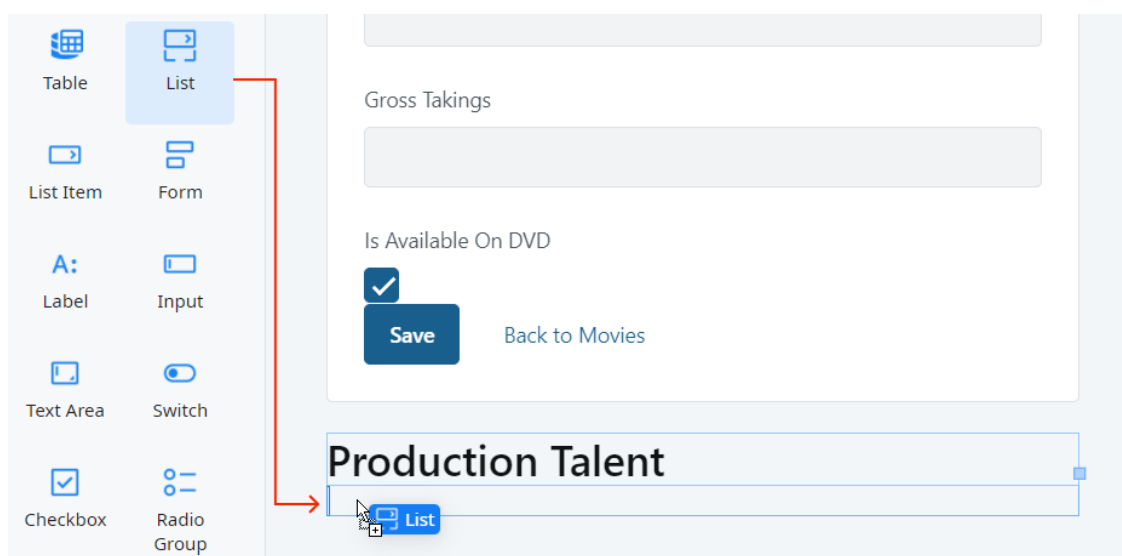 Table
List
List Item
Form
A:
Label
Input
Text Area
Switch
Checkbox
Radio
Group
Gross Takings
Is Available On DVD
Save
Back to Movies
Production Talent
List